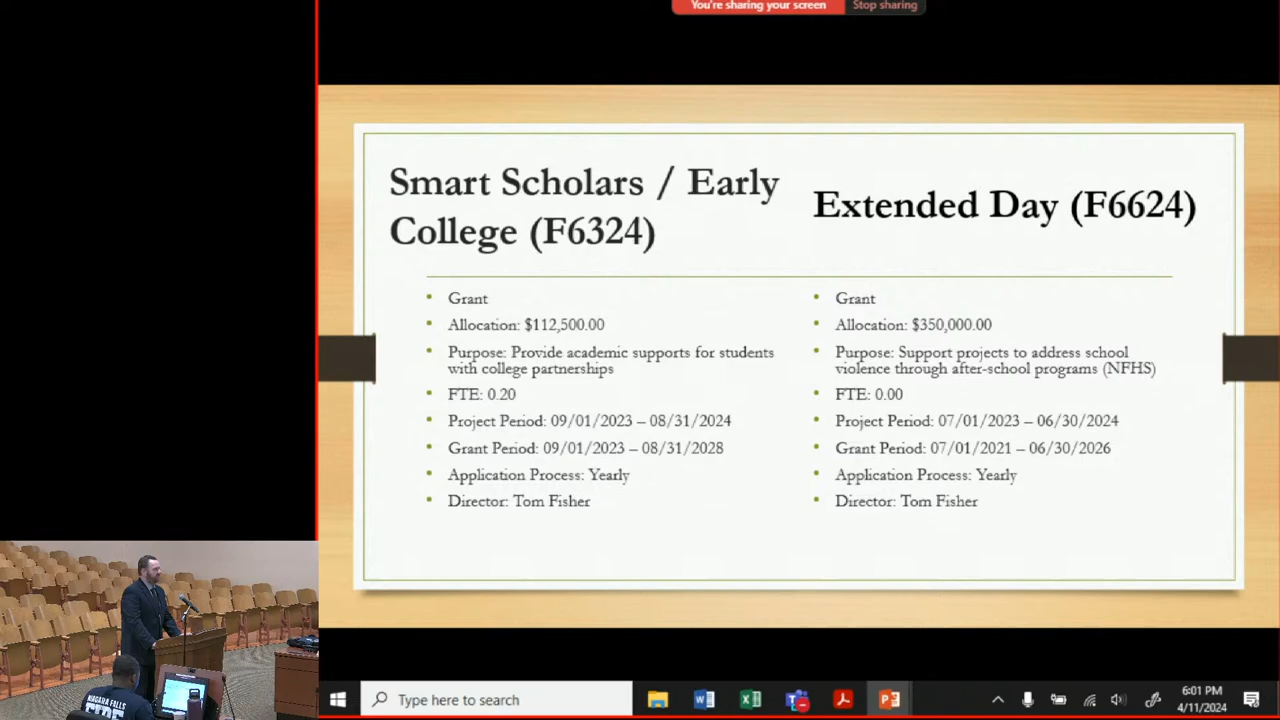 You're sharing your screen
Stop sharing
Smart Scholars / Early
College (F6324)
• Grant
• Allocation: $112,500.00
• Purpose: Provide academic supports for students
with college partnerships
• FTE: 0.20
• Project Period: 09/01/2023 – 08/31/2024
• Grant Period: 09/01/2023 – 08/31/2028
• Application Process: Yearly
• Director: Tom Fisher
Extended Day (F6624)
• Grant
• Allocation: $350,000.00
• Purpose: Support projects to address school
violence through after-school programs (NFHS)
• FTE: 0.00
• Project Period: 07/01/2023 – 06/30/2024
• Grant Period: 07/01/2021 – 06/30/2026
• Application Process: Yearly
• Director: Tom Fisher
NIAGARA FALLS
FIRE
Type here to search
6:01 PM
4/11/2024